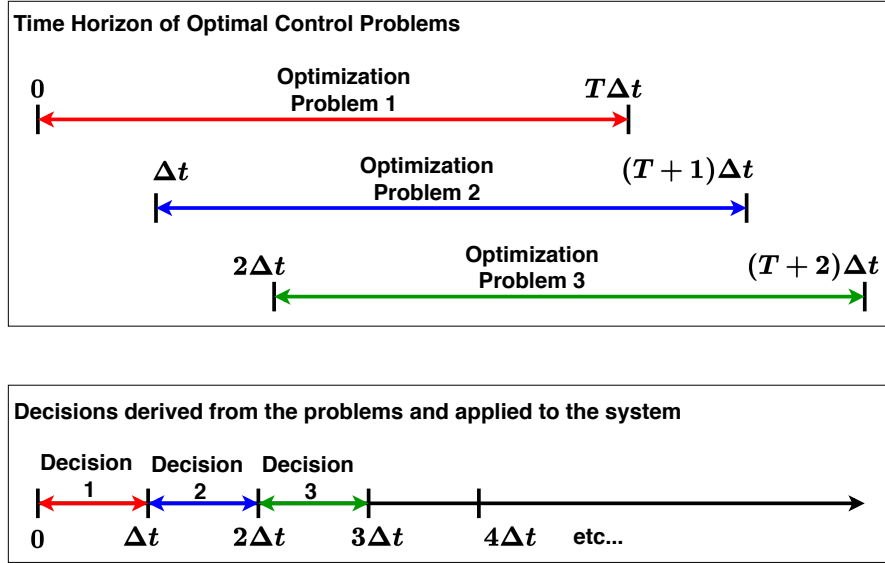 Time Horizon of Optimal Control Problems
0
Optimization
Problem 1
TΔt
Δt
Optimization
Problem 2
(T + 1)Δt
2Δt
Optimization
Problem 3
(T + 2)Δt
Decisions derived from the problems and applied to the system
Decision
1
Decision
2
Decision
3
0 Δt 2Δt 3Δt 4Δt etc...